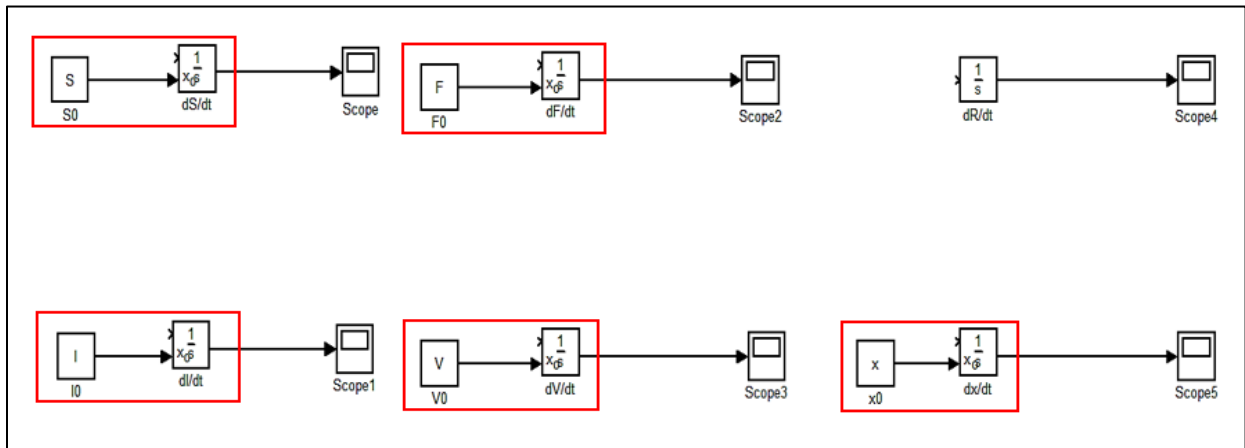 S
S0
1
x₀ s
dS/dt
Scope
F
F0
1
x₀ s
dF/dt
Scope2
1
s
dR/dt
Scope4
I
I0
1
x₀ s
dI/dt
Scope1
V
V0
1
x₀ s
dV/dt
Scope3
x
x0
1
x₀ s
dx/dt
Scope5